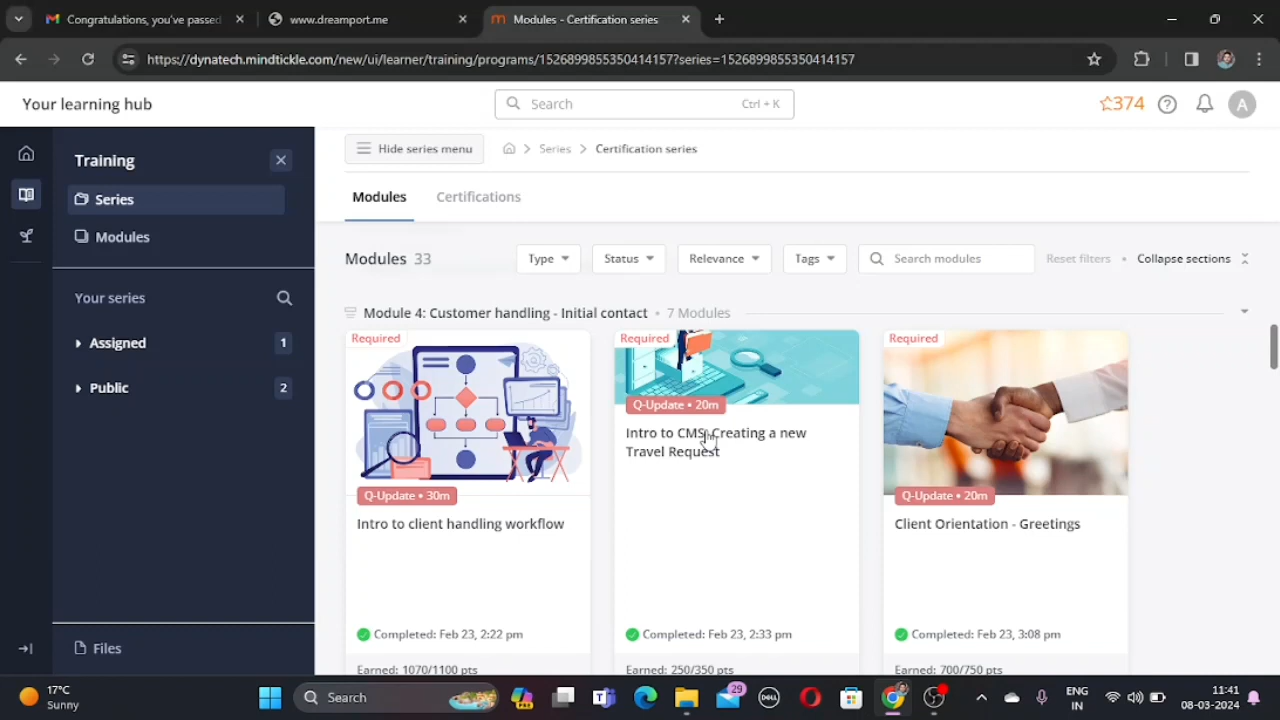 Congratulations, you've passed
www.dreamport.me
Modules - Certification series
https://dynatech.mindtickle.com/new/ui/learner/training/programs/1526899855350414157?series=1526899855350414157
Your learning hub
Search
Ctrl + K
374
A
Training
Hide series menu
Series
Certification series
Series
Modules
Certifications
Modules
Modules 33
Type
Status
Relevance
Tags
Search modules
Reset filters
Collapse sections
Your series
Module 4: Customer handling - Initial contact • 7 Modules
Assigned 1
Public 2
Required
Required
Required
Q-Update • 20m
Intro to CMS: Creating a new
Travel Request
Q-Update • 30m
Q-Update • 20m
Intro to client handling workflow
Client Orientation - Greetings
Completed: Feb 23, 2:22 pm
Completed: Feb 23, 2:33 pm
Completed: Feb 23, 3:08 pm
Files
Earned: 1070/1100 pts
Earned: 250/350 pts
Earned: 700/750 pts
17°C
Sunny
Search
29
DELL
ENG
IN
11:41
08-03-2024